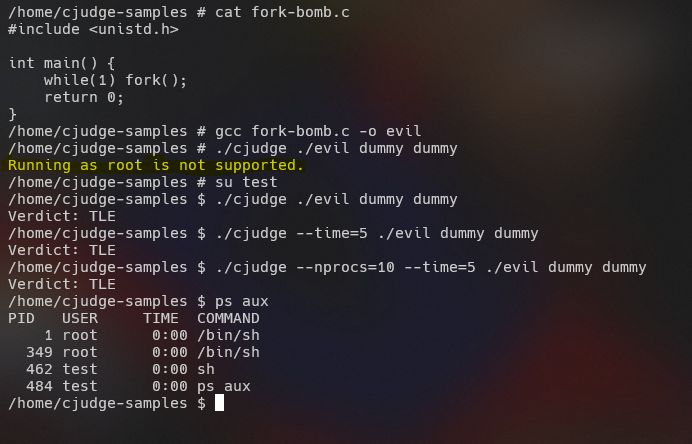 /home/cjudge-samples # cat fork-bomb.c
#include <unistd.h>

int main() {
    while(1) fork();
    return 0;
}
/home/cjudge-samples # gcc fork-bomb.c -o evil
/home/cjudge-samples # ./cjudge ./evil dummy dummy
Running as root is not supported.
/home/cjudge-samples # su test
/home/cjudge-samples $ ./cjudge ./evil dummy dummy
Verdict: TLE
/home/cjudge-samples $ ./cjudge --time=5 ./evil dummy dummy
Verdict: TLE
/home/cjudge-samples $ ./cjudge --nprocs=10 --time=5 ./evil dummy dummy
Verdict: TLE
/home/cjudge-samples $ ps aux
PID   USER     TIME  COMMAND
    1 root      0:00 /bin/sh
  349 root      0:00 /bin/sh
  462 test      0:00 sh
  484 test      0:00 ps aux
/home/cjudge-samples $